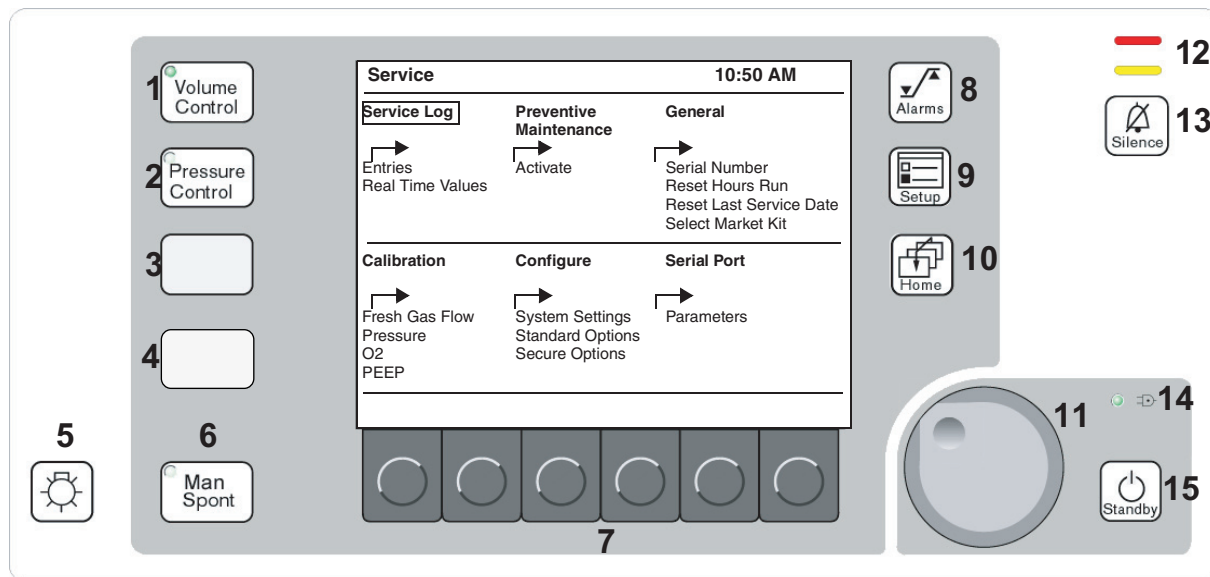 Service 10:50 AM
Service Log
Entries
Real Time Values
Preventive
Maintenance
Activate
General
Serial Number
Reset Hours Run
Reset Last Service Date
Select Market Kit
Calibration
Fresh Gas Flow
Pressure
O2
PEEP
Configure
System Settings
Standard Options
Secure Options
Serial Port
Parameters
1
Volume
Control
2
Pressure
Control
3
4
5
6
Man
Spont
7
8
Alarms
9
Setup
10
Home
11
12
13
Silence
14
15
Standby